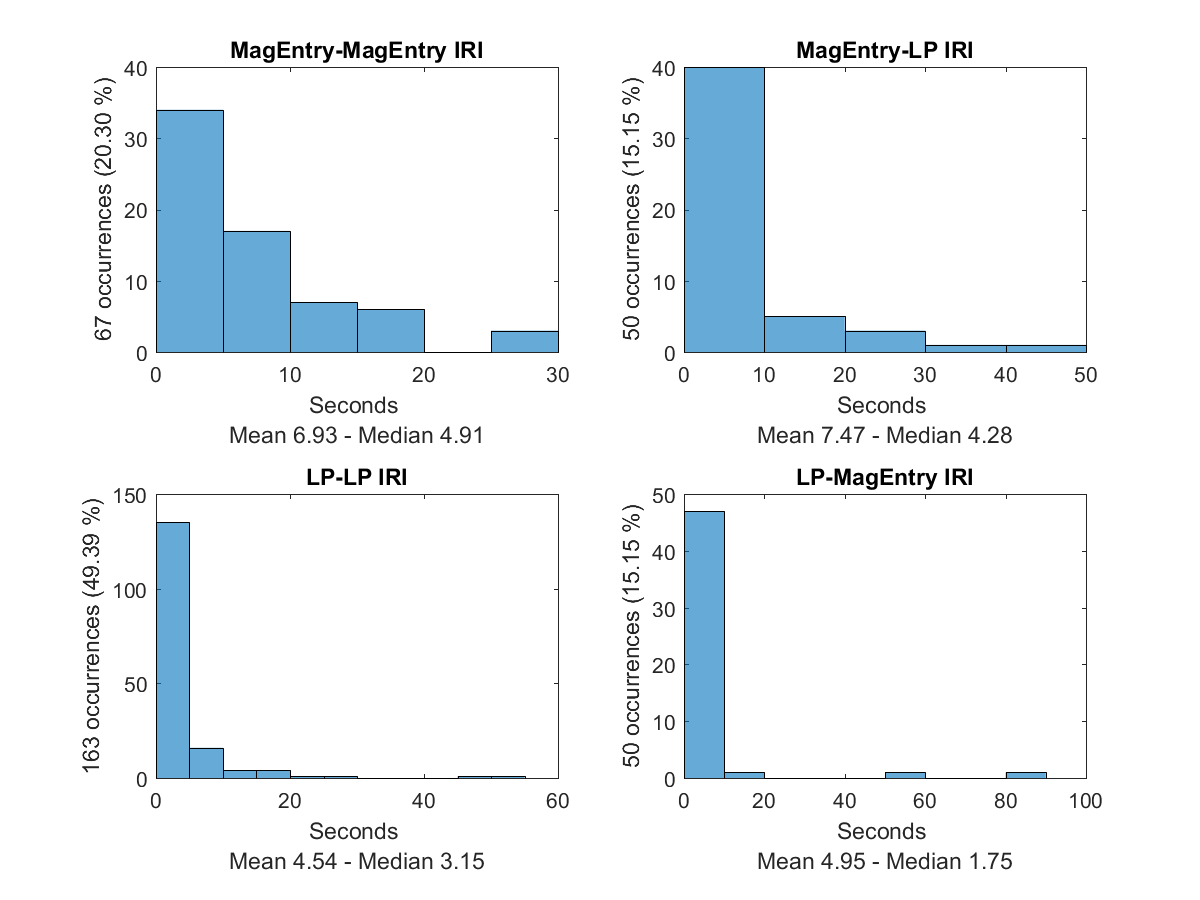 MagEntry-MagEntry IRI
67 occurrences (20.30 %)
40
30
20
10
0
0 10 20 30
Seconds
Mean 6.93 - Median 4.91
MagEntry-LP IRI
50 occurrences (15.15 %)
40
30
20
10
0
0 10 20 30 40 50
Seconds
Mean 7.47 - Median 4.28
LP-LP IRI
163 occurrences (49.39 %)
150
100
50
0
0 20 40 60
Seconds
Mean 4.54 - Median 3.15
LP-MagEntry IRI
50 occurrences (15.15 %)
50
40
30
20
10
0
0 20 40 60 80 100
Seconds
Mean 4.95 - Median 1.75